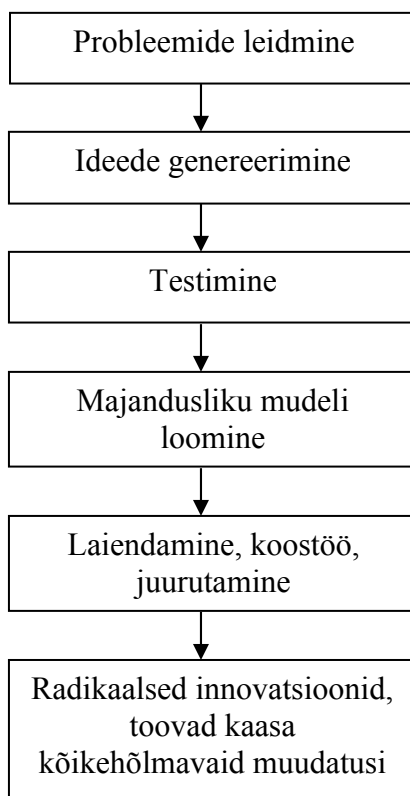 Probleemide leidmine
Ideede genereerimine
Testimine
Majandusliku mudeli
loomine
Laiendamine, koostöö,
juurutamine
Radikaalsed innovatsioonid,
toovad kaasa
kõikehõlmavaid muudatusi